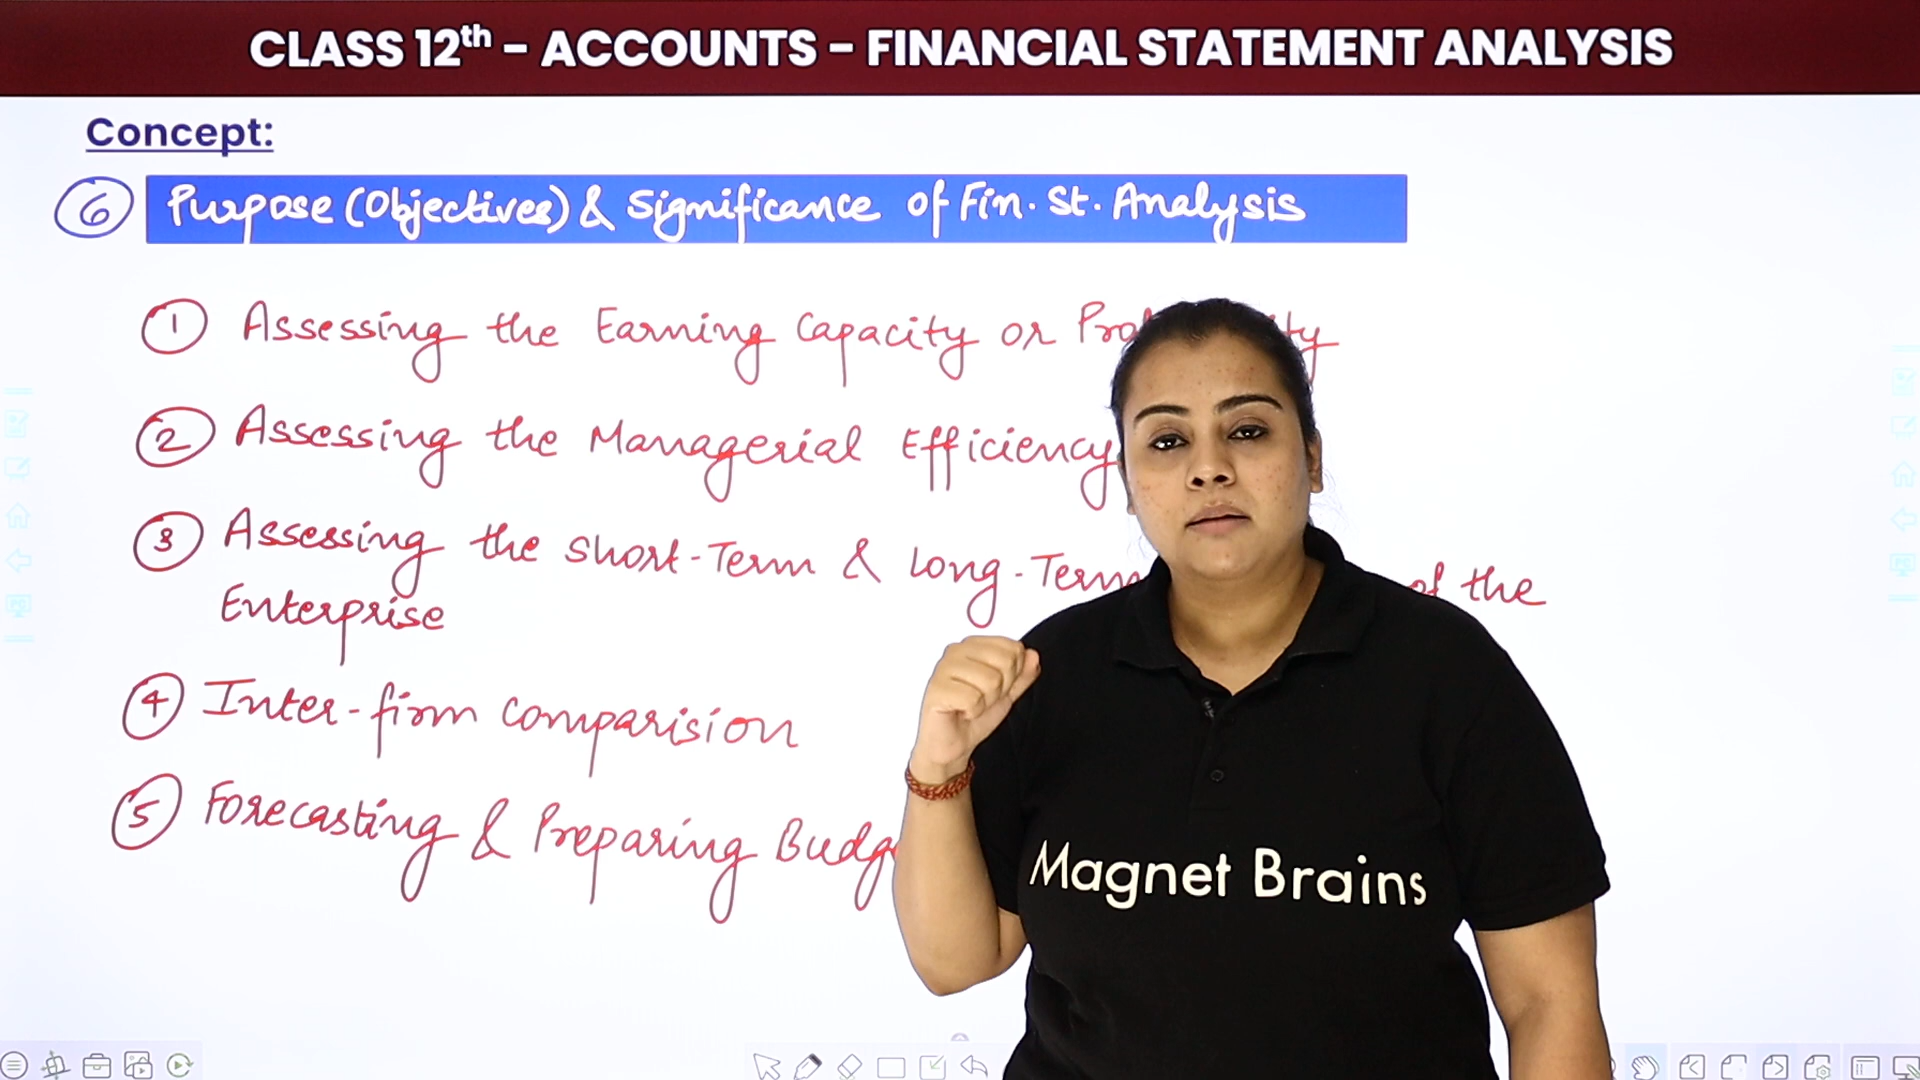 CLASS 12th – ACCOUNTS – FINANCIAL STATEMENT ANALYSIS
Concept:
6 Purpose (Objectives) & Significance of Fin. St. Analysis
1 Assessing the Earning Capacity or
2 Assessing the Managerial Efficiency
3 Assessing the Short-Term & Long-Term of the
Enterprise
4 Inter-firm comparision
5 Forecasting & Preparing
Magnet Brains